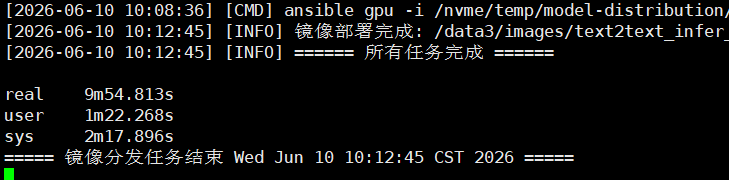 [2026-06-10 10:08:36] [CMD] ansible gpu -i /nvme/temp/model-distribution/
[2026-06-10 10:12:45] [INFO] 镜像部署完成: /data3/images/text2text_infer_
[2026-06-10 10:12:45] [INFO] ====== 所有任务完成 ======
real 9m54.813s
user 1m22.268s
sys 2m17.896s
===== 镜像分发任务结束 Wed Jun 10 10:12:45 CST 2026 =====